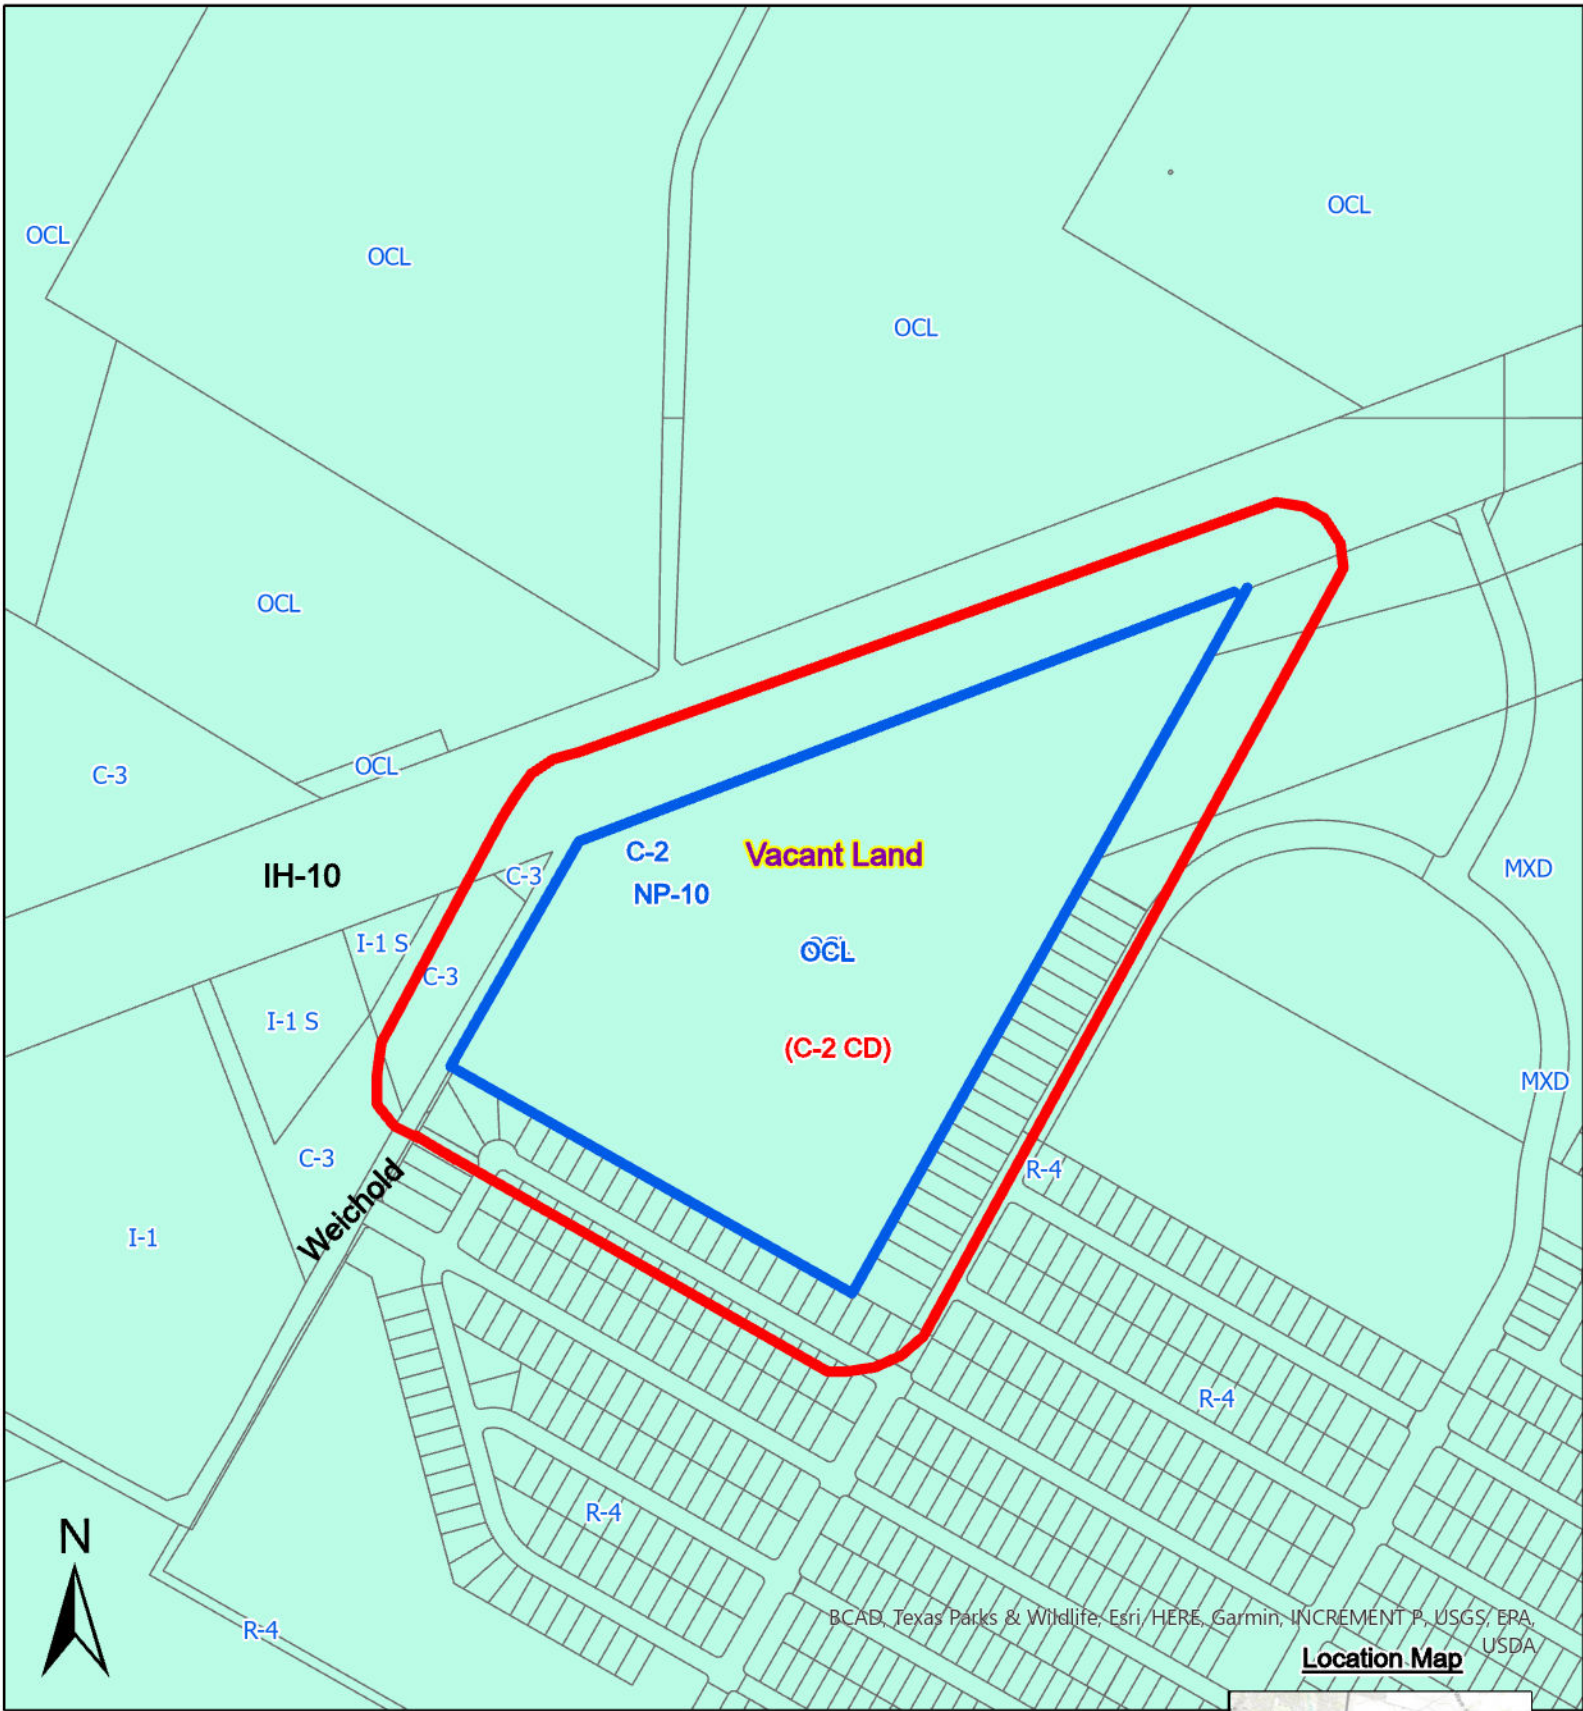 OCL
OCL
OCL
OCL
OCL
C-3
OCL
IH-10
C-3
C-2
Vacant Land
NP-10
MXD
I-1 S
C-3
OCL
I-1 S
(C-2 CD)
MXD
C-3
R-4
Weichold
I-1
R-4
R-4
N
R-4
BCAD, Texas Parks & Wildlife, Esri, HERE, Garmin, INCREMENT P, USGS, EPA,
USDA
Location Map